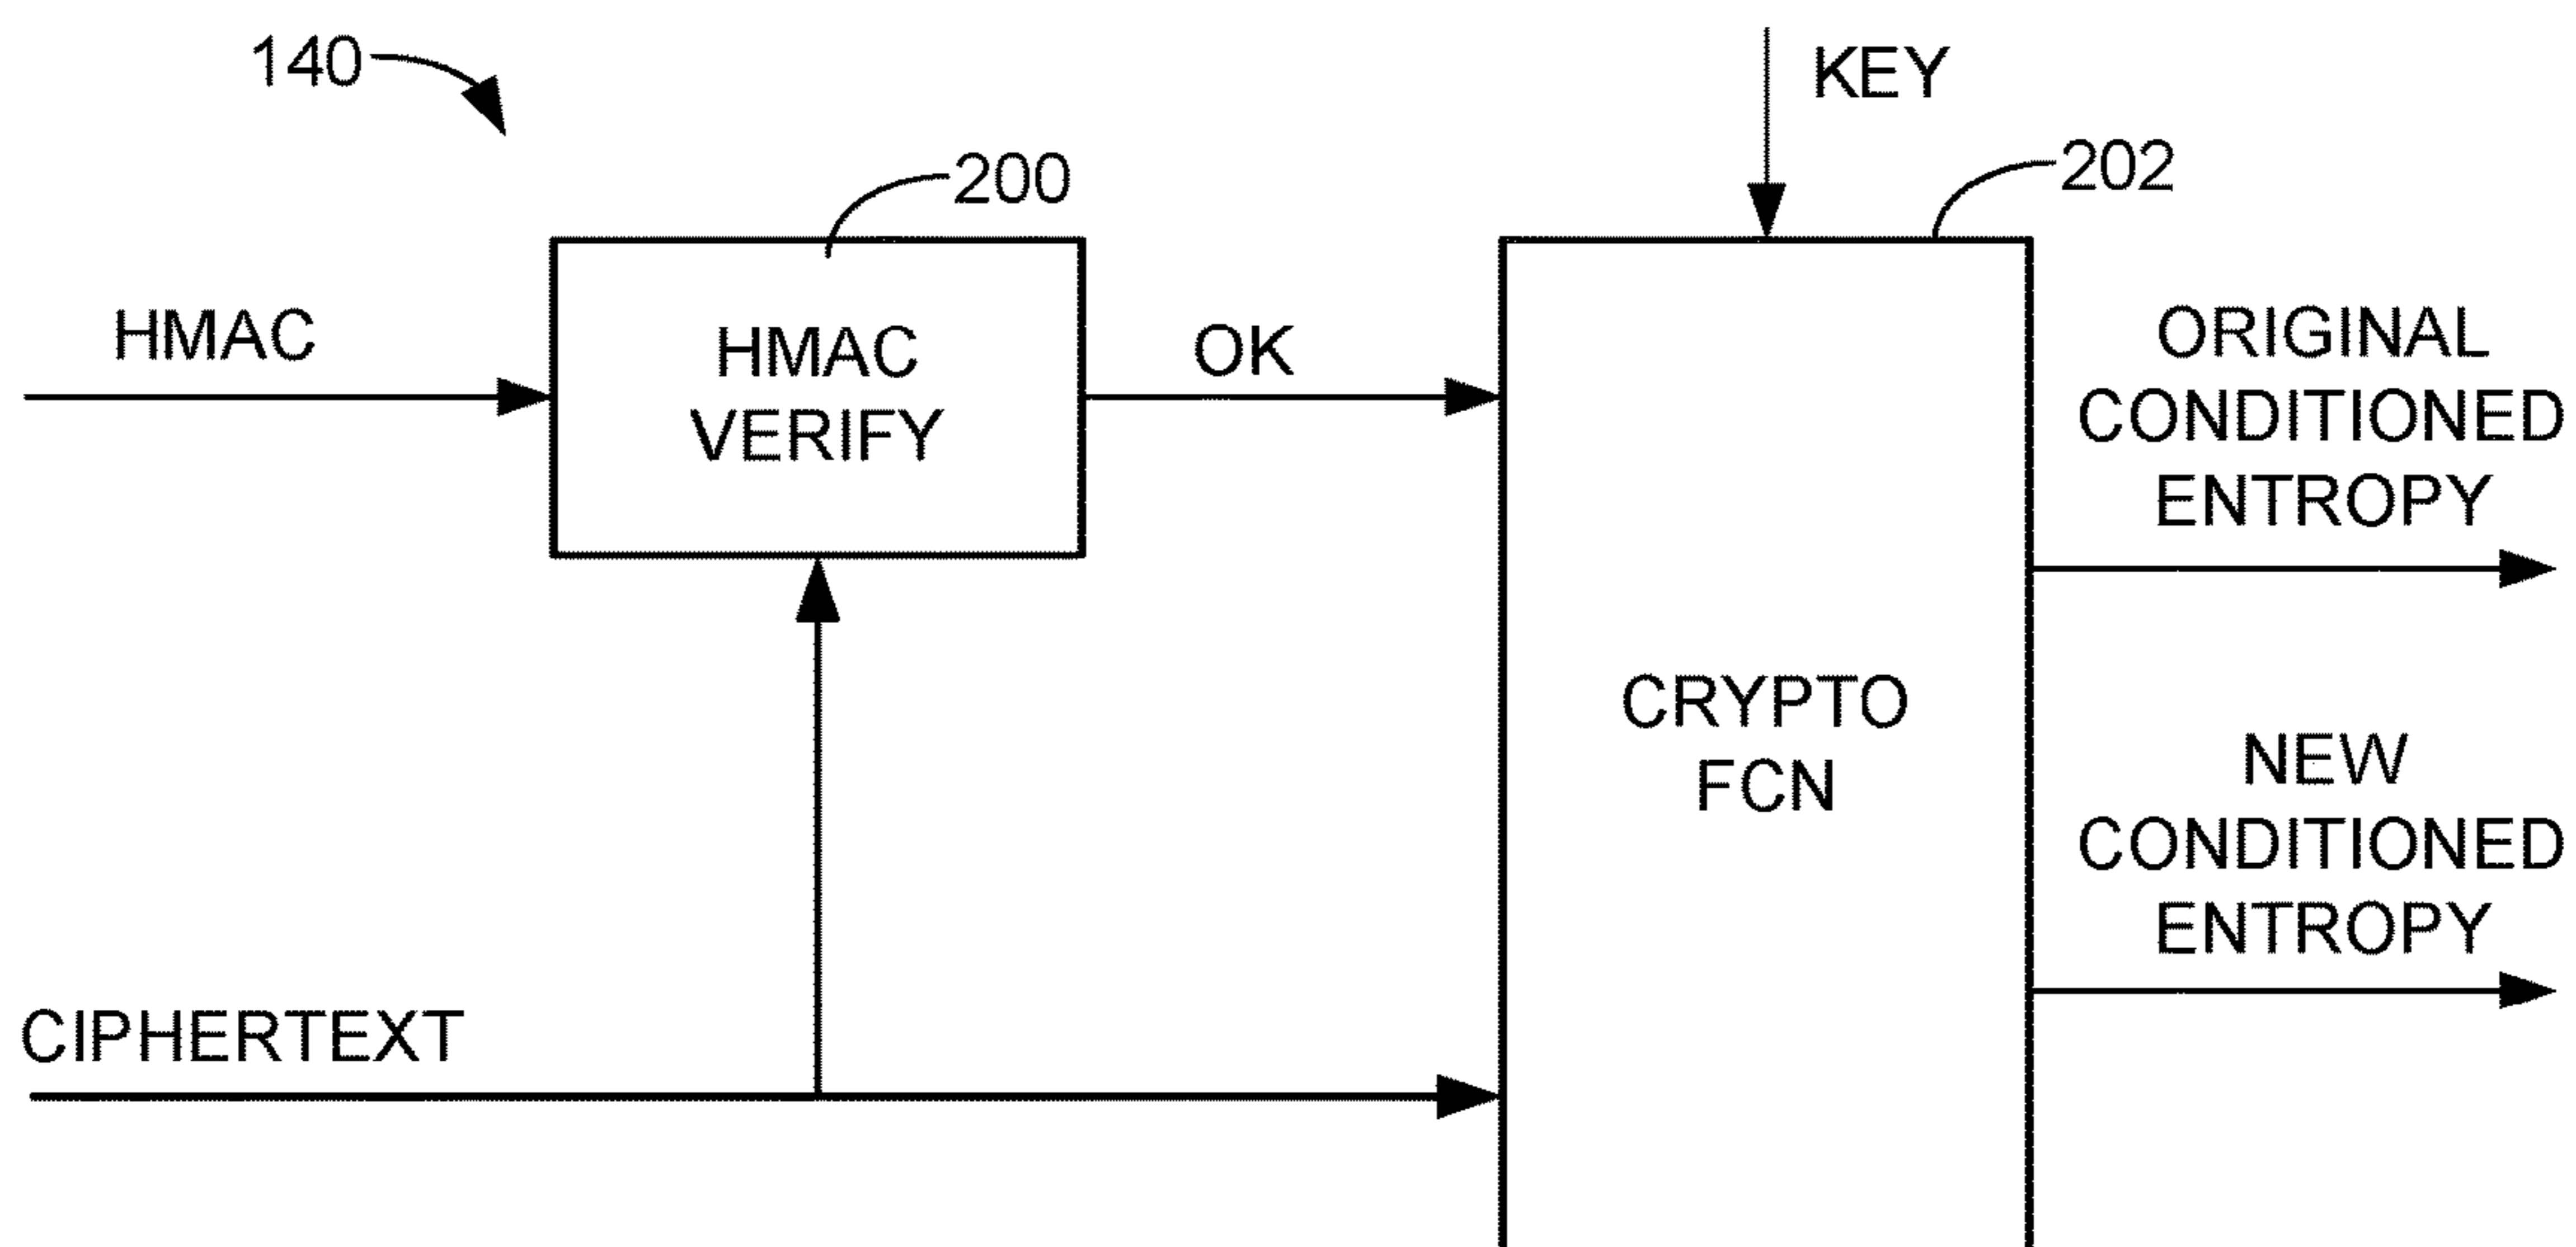 140
KEY
200
202
HMAC
HMAC
VERIFY
OK
ORIGINAL
CONDITIONED
ENTROPY
CRYPTO
FCN
NEW
CONDITIONED
ENTROPY
CIPHERTEXT